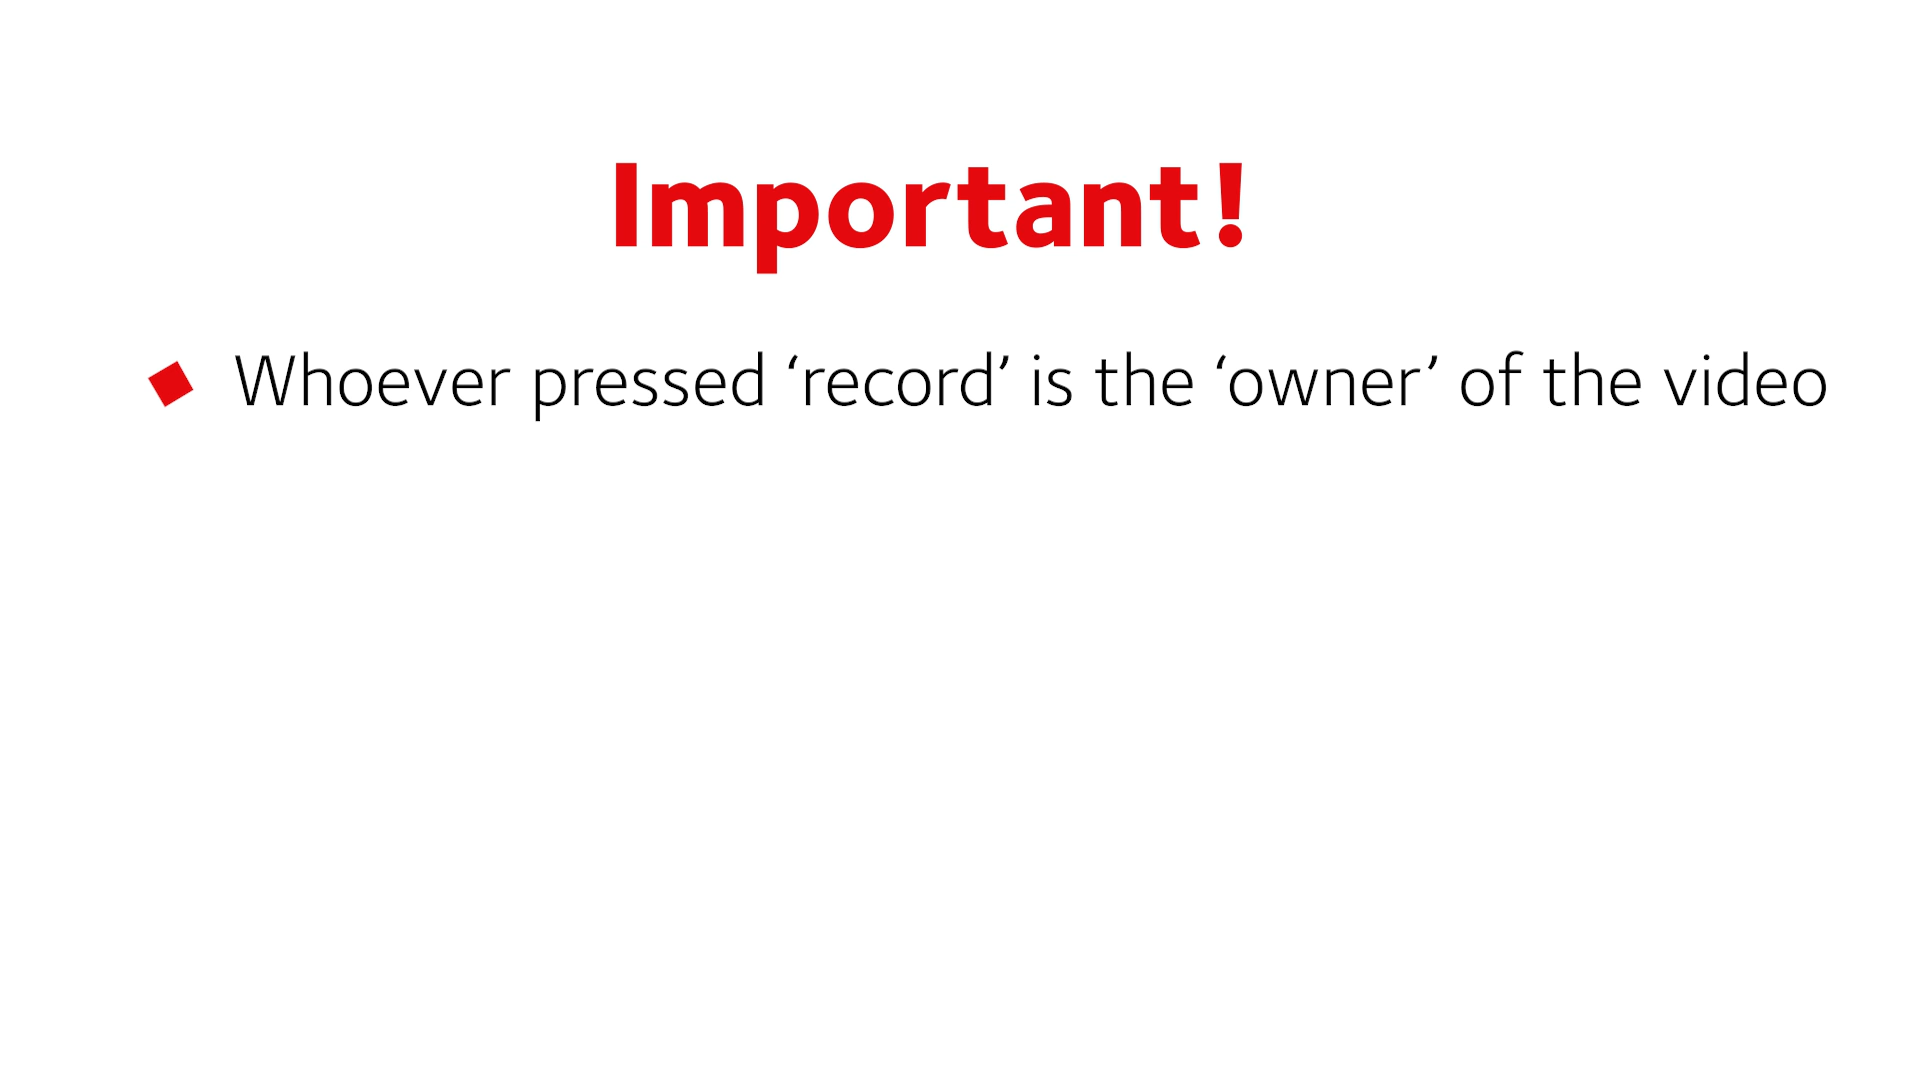 Important!
Whoever pressed ‘record’ is the ‘owner’ of the video